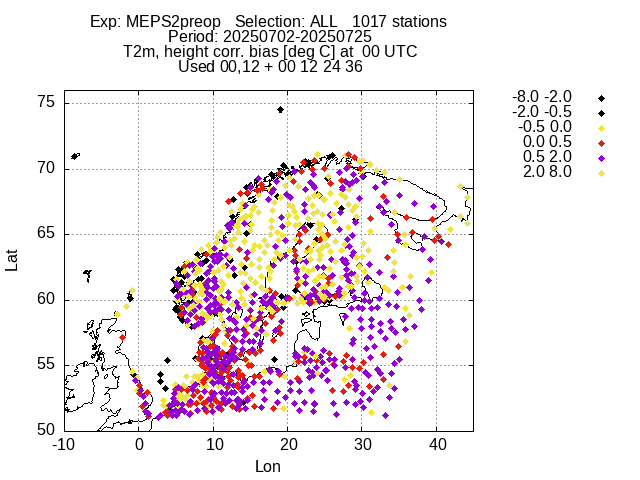 Exp: MEPS2preop   Selection: ALL   1017 stations
Period: 20250702-20250725
T2m, height corr. bias [deg C] at  00 UTC
Used 00,12 + 00 12 24 36
-8.0 -2.0
-2.0 -0.5
-0.5 0.0
0.0 0.5
0.5 2.0
2.0 8.0
75
70
65
60
55
50
Lat
-10 0 10 20 30 40
Lon